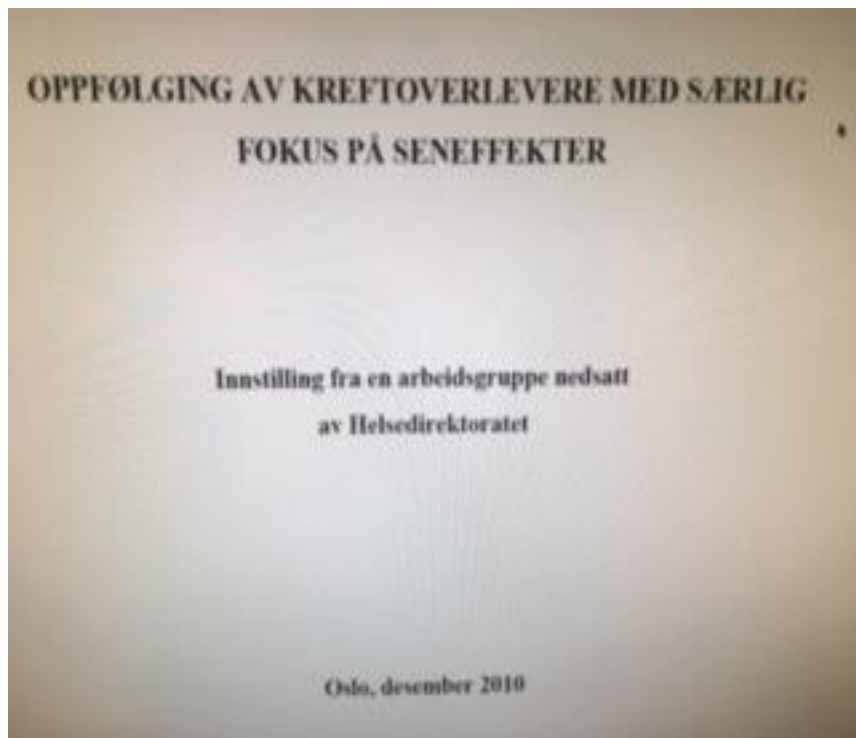 OPPFØLGING AV KREFTOVERLEVERE MED SÆRLIG
FOKUS PÅ SENEFFEKTER
Innstilling fra en arbeidsgruppe nedsatt
av Helsedirektoratet
Oslo, desember 2010